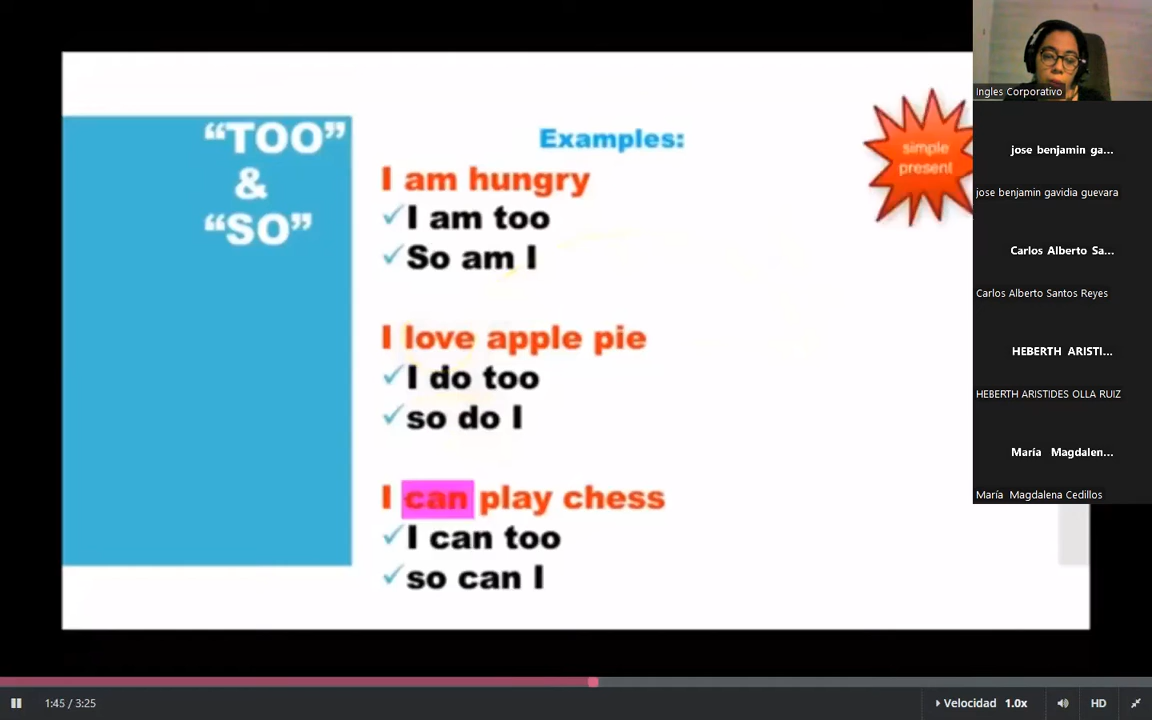 “TOO”
&
“SO”
Examples:
I am hungry
I am too
So am I
I love apple pie
I do too
so do I
I can play chess
I can too
so can I
simple
present
Ingles Corporativo
jose benjamin ga...
jose benjamin gavidia guevara
Carlos Alberto Sa...
Carlos Alberto Santos Reyes
HEBERTH ARISTI...
HEBERTH ARISTIDES OLLA RUIZ
María Magdalen...
María Magdalena Cedillos
1:45 / 3:25
Velocidad 1.0x
HD